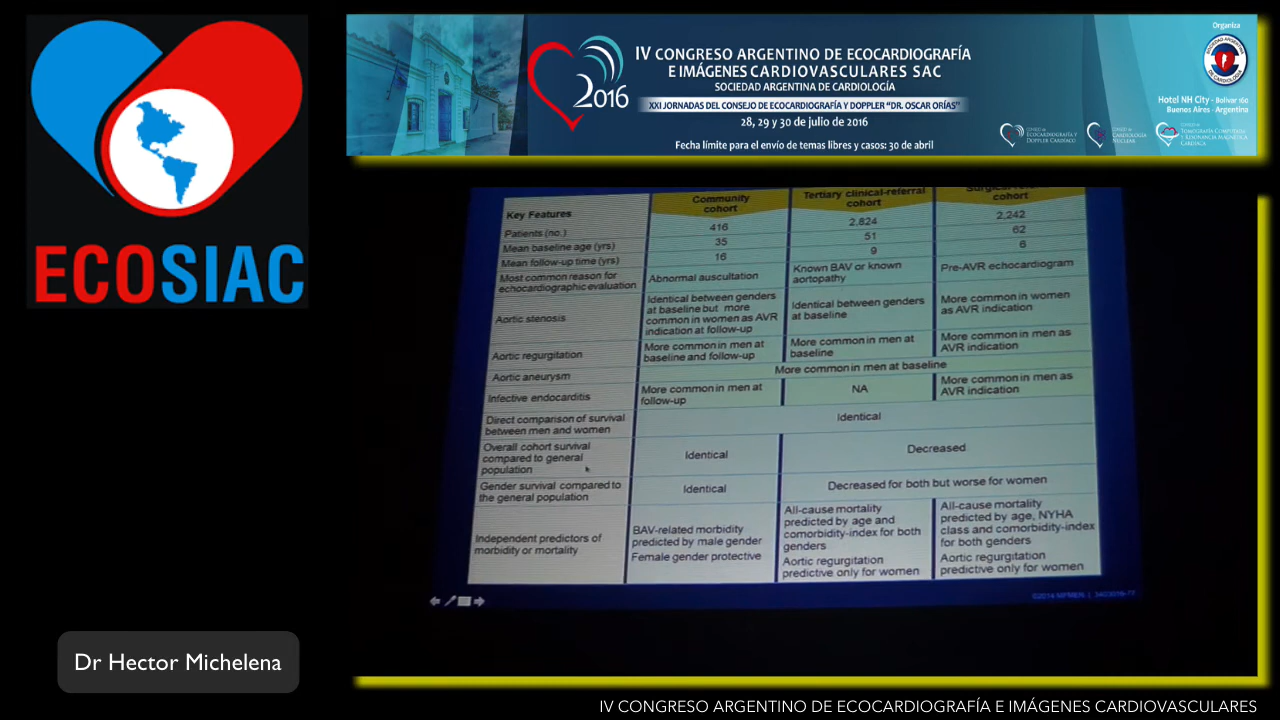 ECOSIAC
Dr Hector Michelena
IV CONGRESO ARGENTINO DE ECOCARDIOGRAFÍA
E IMÁGENES CARDIOVASCULARES SAC
SOCIEDAD ARGENTINA DE CARDIOLOGÍA
2016
XXI JORNADAS DEL CONSEJO DE ECOCARDIOGRAFÍA Y DOPPLER "DR. OSCAR ORÍAS"
28, 29 y 30 de julio de 2016
Fecha límite para el envío de temas libres y casos: 30 de abril
Organiza
Hotel NH City - Bolívar 160
Buenos Aires - Argentina
Key Features
Community
cohort
Tertiary clinical-referral
cohort
cohort
Patients (no.)
416
2,824
2,242
Mean baseline age (yrs)
35
51
62
Mean follow-up time (yrs)
16
9
6
Most common reason for
echocardiographic evaluation
Abnormal auscultation
Known BAV or known
aortopathy
Pre-AVR echocardiogram
Aortic stenosis
Identical between genders
at baseline but more
common in women as AVR
indication at follow-up
Identical between genders
at baseline
More common in women
as AVR indication
Aortic regurgitation
More common in men at
baseline and follow-up
More common in men at
baseline
More common in men as
AVR indication
Aortic aneurysm
More common in men at baseline
Infective endocarditis
More common in men at
follow-up
NA
More common in men as
AVR indication
Direct comparison of survival
between men and women
Identical
Overall cohort survival
compared to general
population
Identical
Decreased
Gender survival compared to
the general population
Identical
Decreased for both but worse for women
Independent predictors of
morbidity or mortality
BAV-related morbidity
predicted by male gender
Female gender protective
All-cause mortality
predicted by age and
comorbidity-index for both
genders
Aortic regurgitation
predictive only for women
All-cause mortality
predicted by age, NYHA
class and comorbidity-index
for both genders
Aortic regurgitation
predictive only for women
IV CONGRESO ARGENTINO DE ECOCARDIOGRAFÍA E IMÁGENES CARDIOVASCULARES